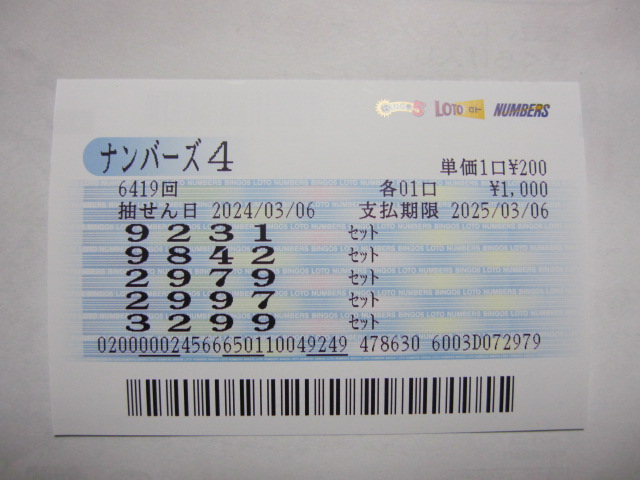 LOTO NUMBERS
ナンバーズ4
単価1口¥200
6419回 各01口 ¥1,000
抽せん日 2024/03/06 支払期限 2025/03/06
9231 セット
9842 セット
2979 セット
2997 セット
3299 セット
020000024566650110049249 478630 6003D072979